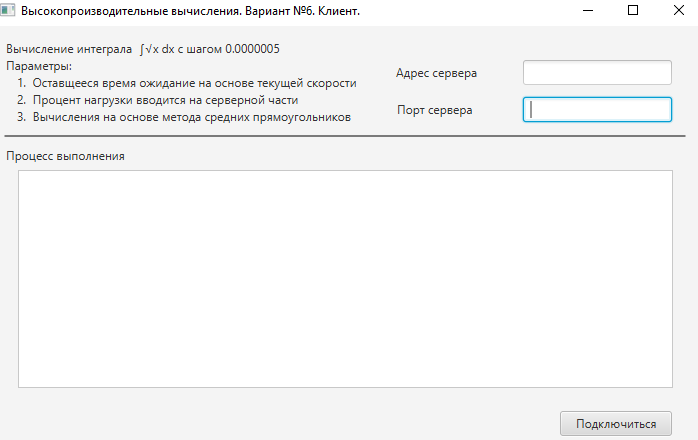 Высокопроизводительные вычисления. Вариант №6. Клиент.
Вычисление интеграла ∫√x dx с шагом 0.0000005
Параметры:
1. Оставщееся время ожидание на основе текущей скорости
2. Процент нагрузки вводится на серверной части
3. Вычисления на основе метода средних прямоугольников
Адрес сервера
Порт сервера
Процесс выполнения
Подключиться